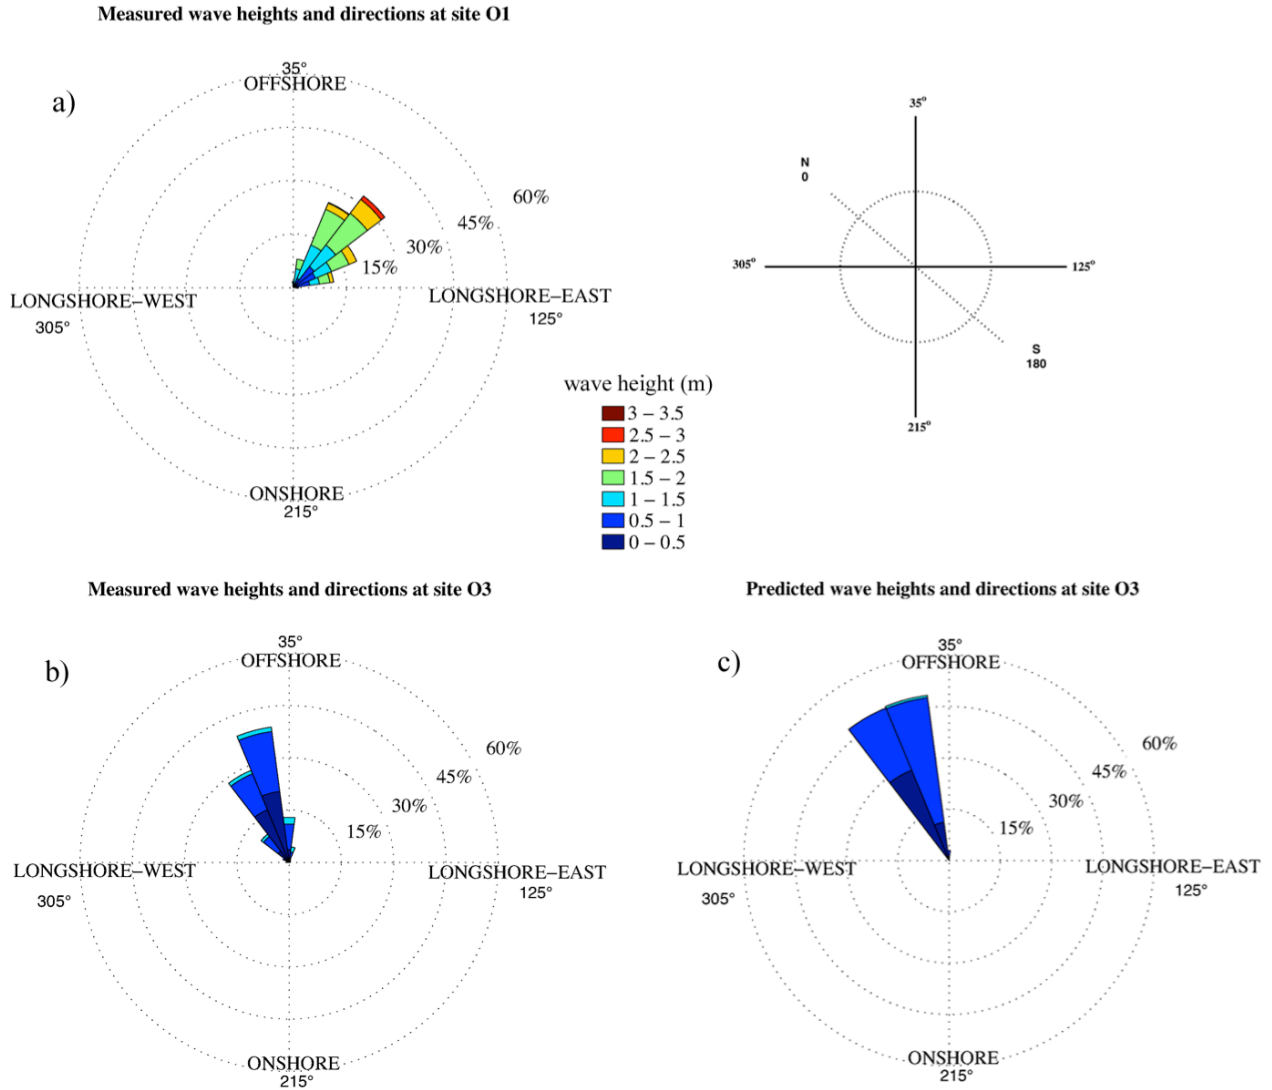 Measured wave heights and directions at site O1
a)
35°
OFFSHORE
60%
45%
30%
15%
LONGSHORE–WEST
305°
LONGSHORE–EAST
125°
ONSHORE
215°
35°
N
0
305°
125°
S
180
215°
wave height (m)
3 – 3.5
2.5 – 3
2 – 2.5
1.5 – 2
1 – 1.5
0.5 – 1
0 – 0.5
Measured wave heights and directions at site O3
b)
35°
OFFSHORE
60%
45%
30%
15%
LONGSHORE–WEST
305°
LONGSHORE–EAST
125°
ONSHORE
215°
Predicted wave heights and directions at site O3
c)
35°
OFFSHORE
60%
45%
30%
15%
LONGSHORE–WEST
305°
LONGSHORE–EAST
125°
ONSHORE
215°